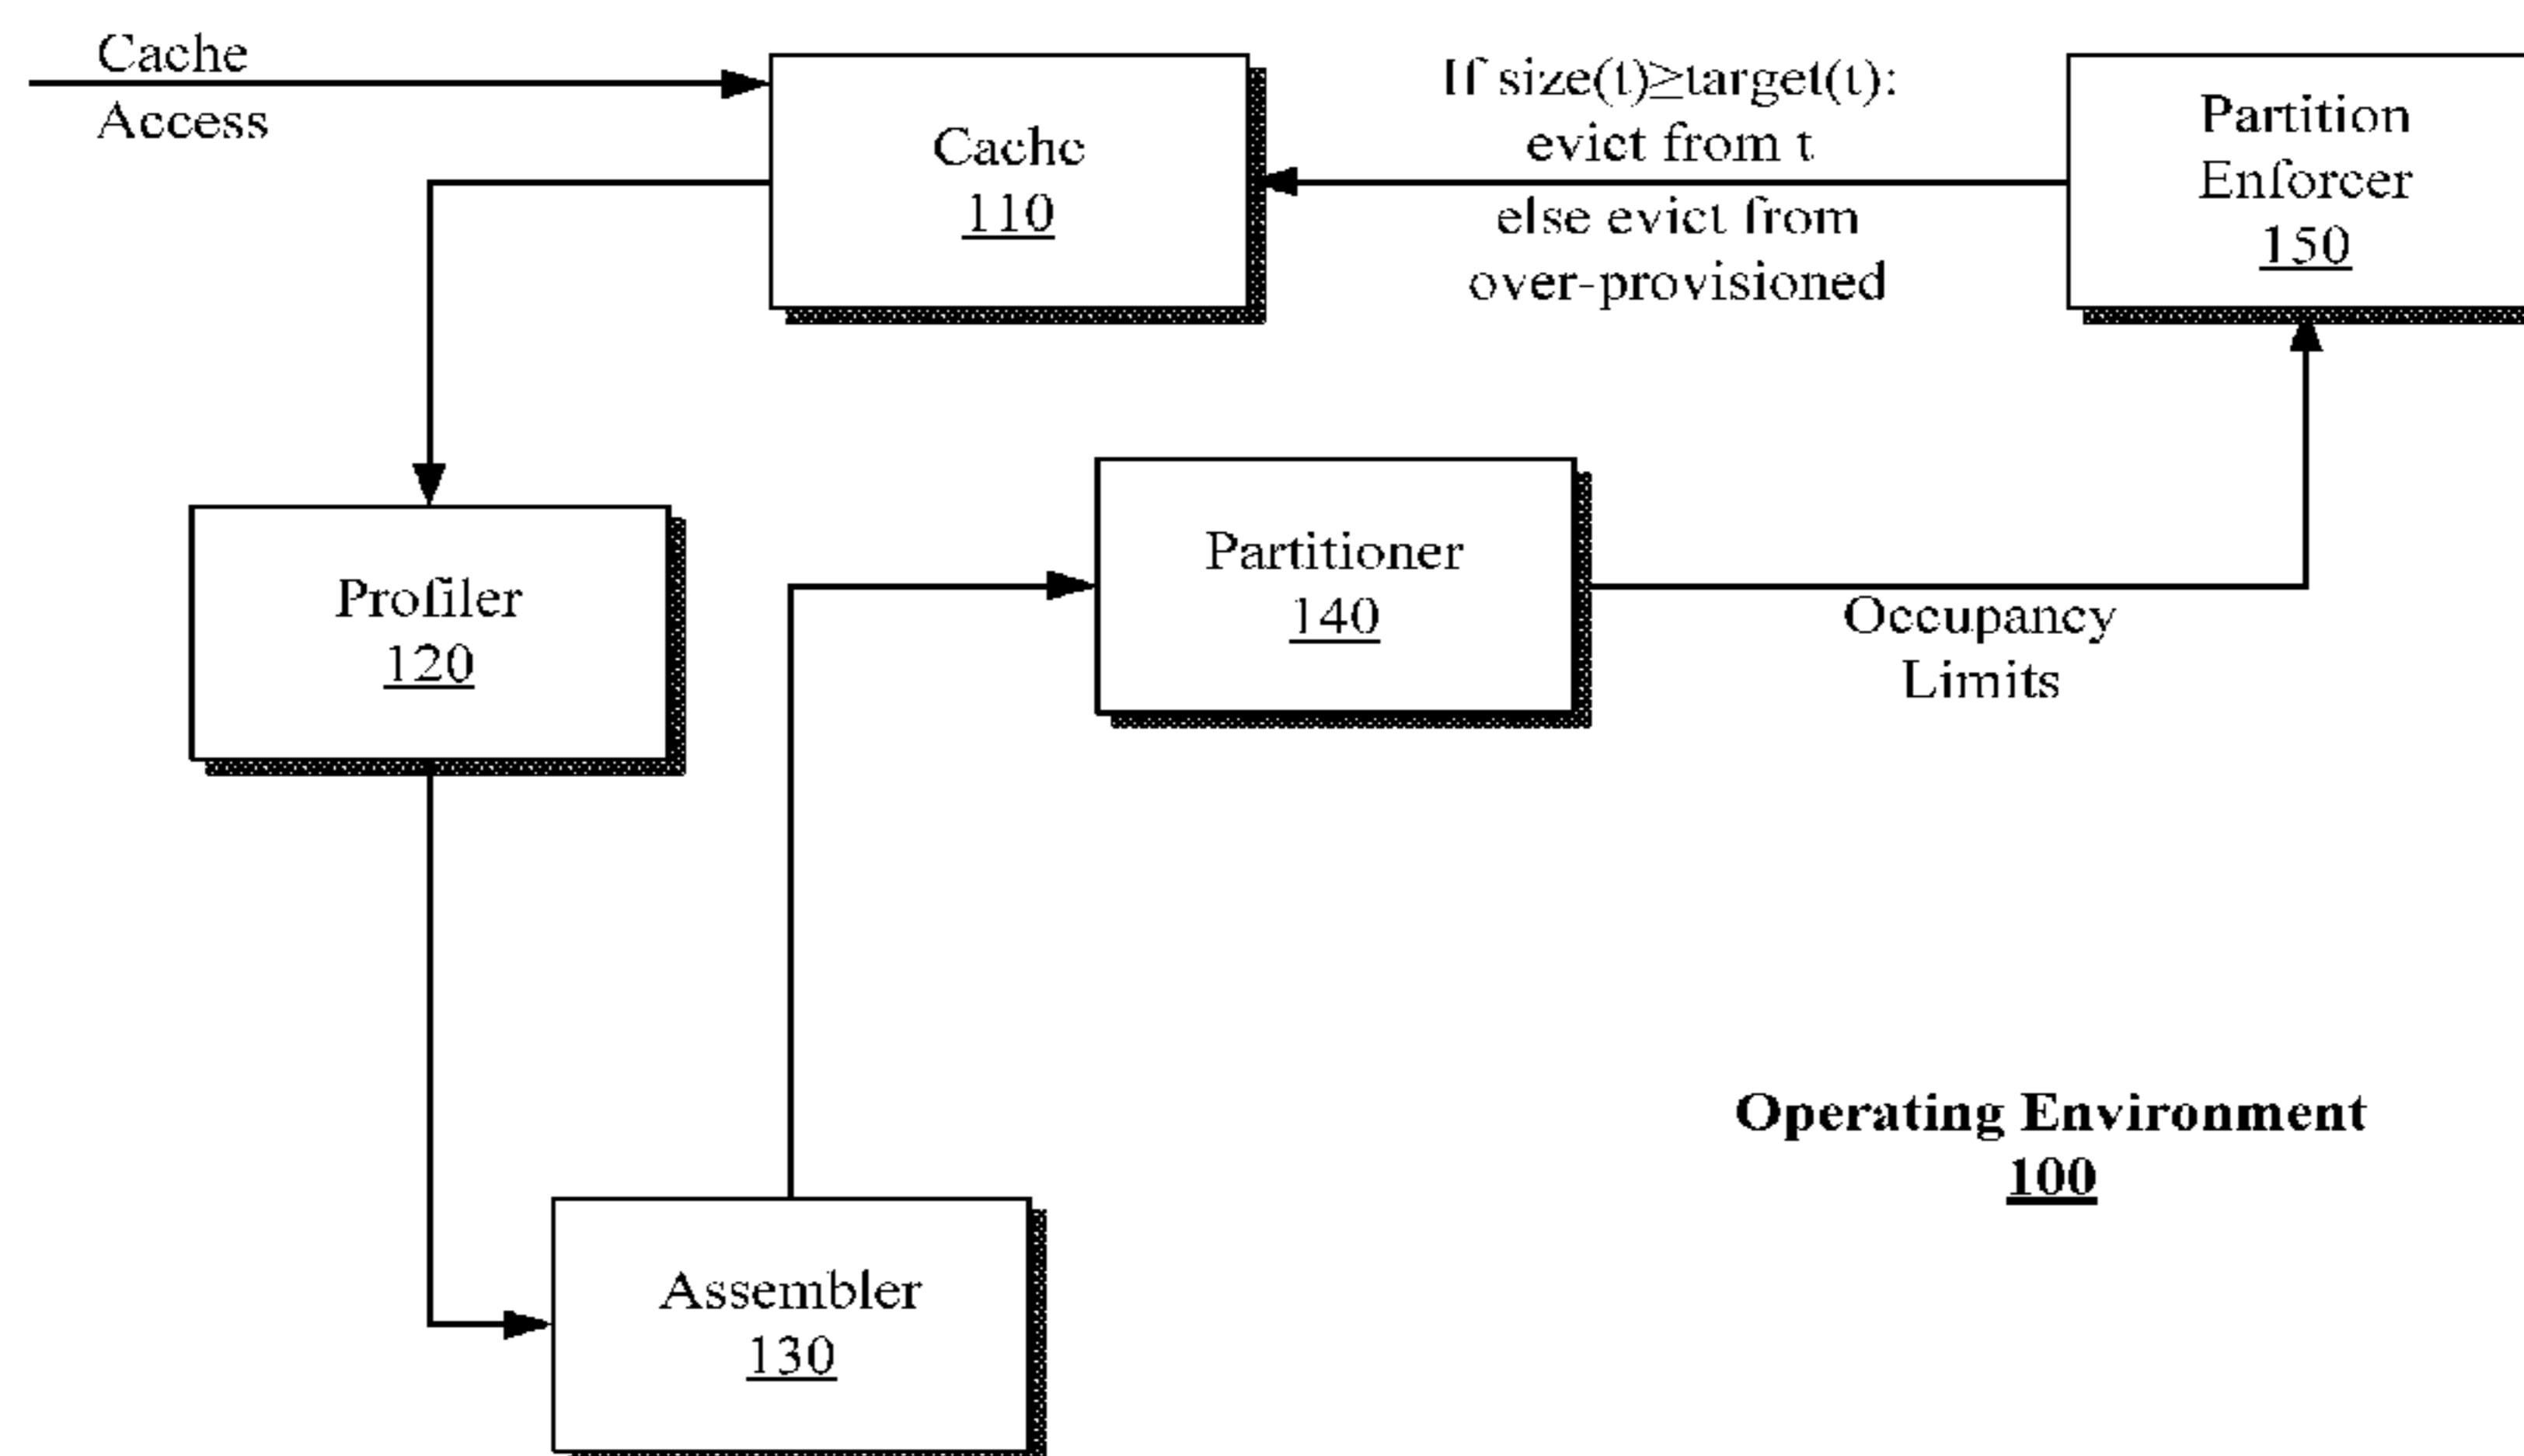 Cache
Access
Cache
110
If size(t)≥target(t):
evict from t
else evict from
over-provisioned
Partition
Enforcer
150
Profiler
120
Partitioner
140
Occupancy
Limits
Operating Environment
100
Assembler
130